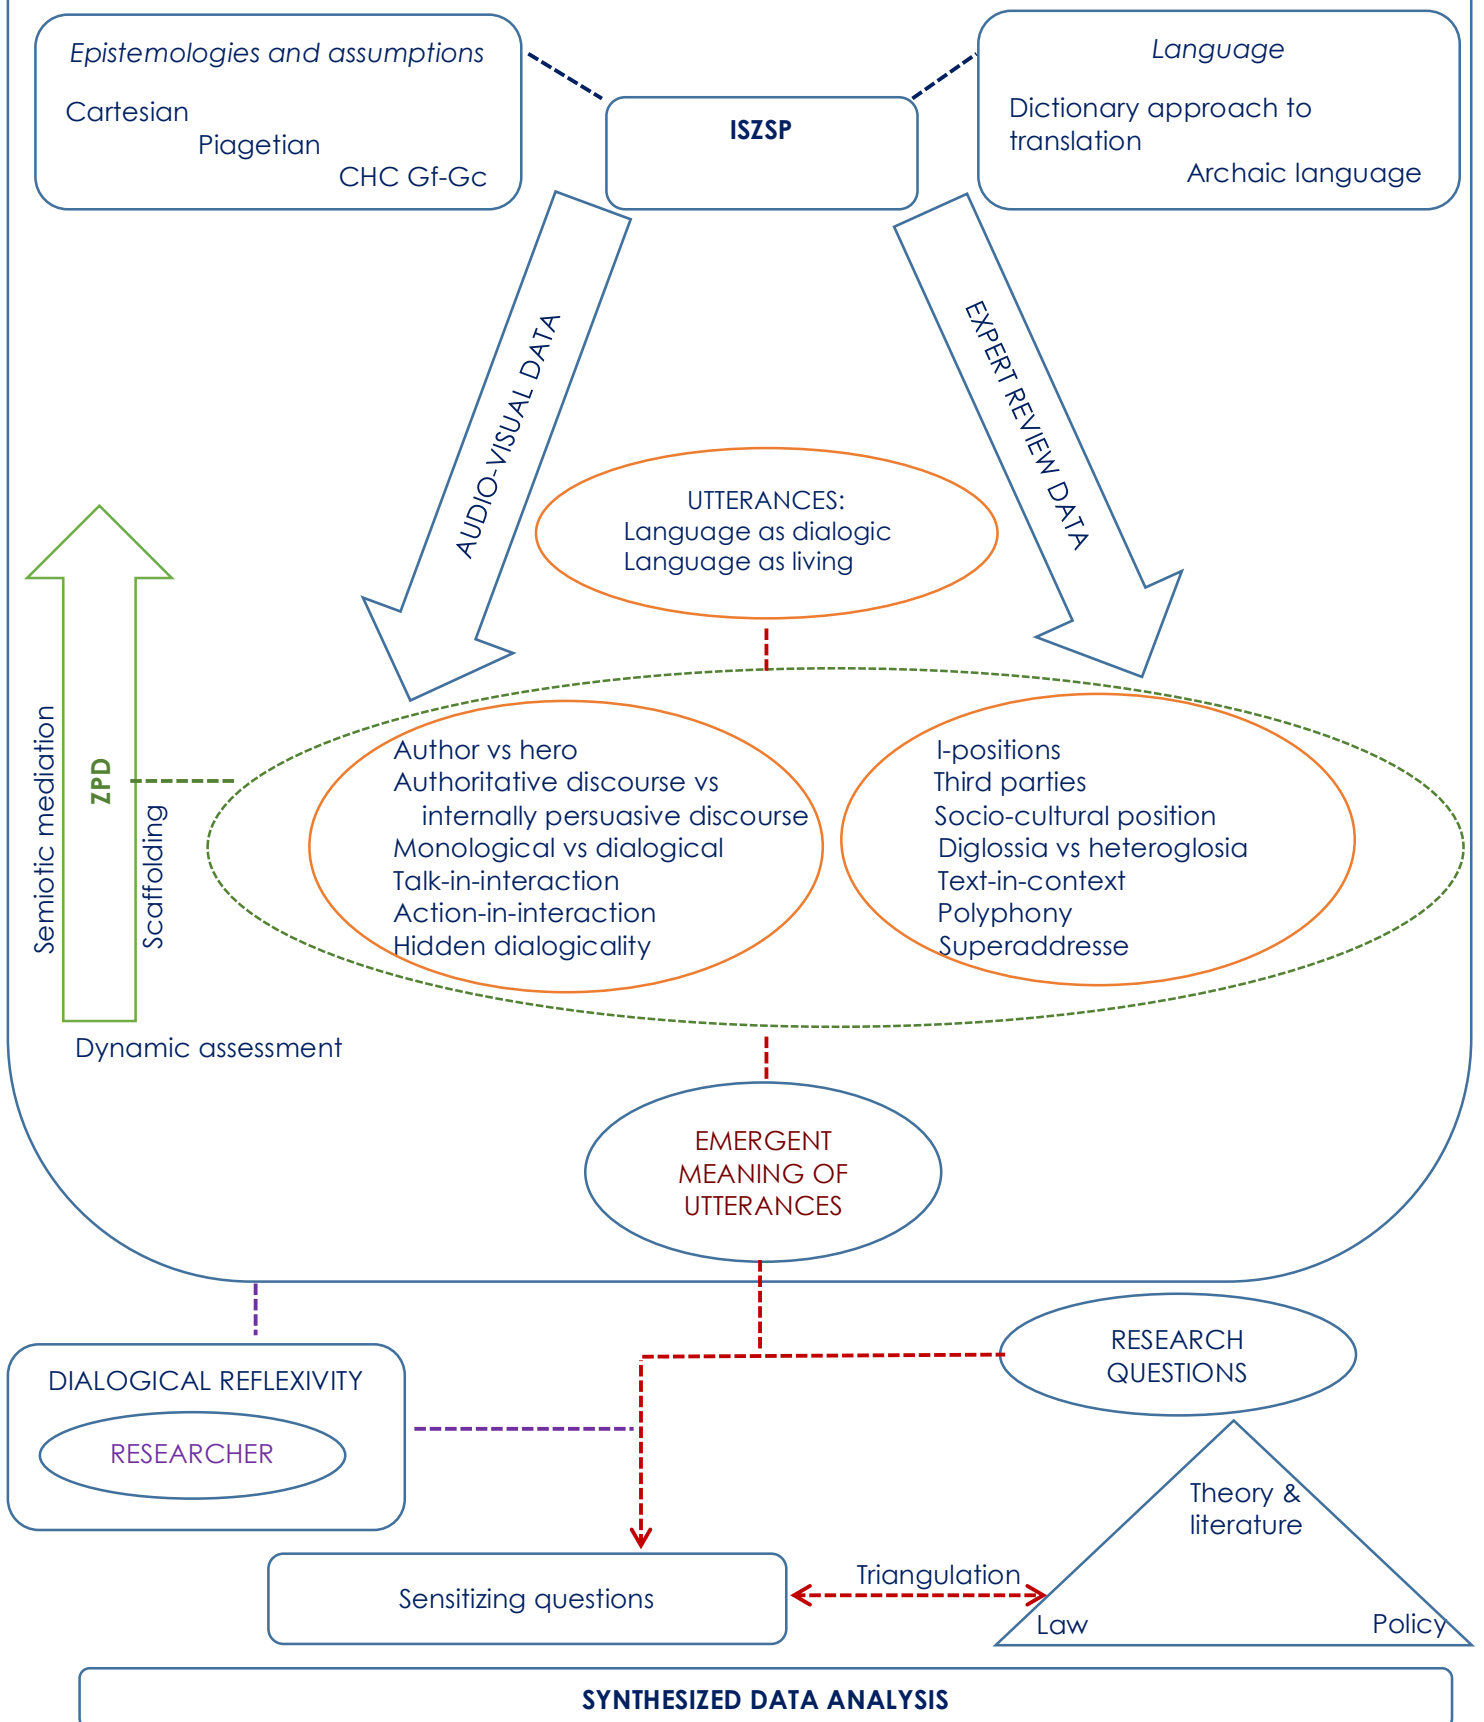 Epistemologies and assumptions
Cartesian
Piagetian
CHC Gf-Gc
ISZSP
Language
Dictionary approach to
translation
Archaic language
AUDIO-VISUAL DATA
EXPERT REVIEW DATA
UTTERANCES:
Language as dialogic
Language as living
Semiotic mediation
ZPD
Scaffolding
Dynamic assessment
Author vs hero
Authoritative discourse vs
internally persuasive discourse
Monological vs dialogical
Talk-in-interaction
Action-in-interaction
Hidden dialogicality
I-positions
Third parties
Socio-cultural position
Diglossia vs heteroglosia
Text-in-context
Polyphony
Superaddresse
EMERGENT
MEANING OF
UTTERANCES
DIALOGICAL REFLEXIVITY
RESEARCHER
RESEARCH
QUESTIONS
Theory &
literature
Law
Policy
Triangulation
Sensitizing questions
SYNTHESIZED DATA ANALYSIS